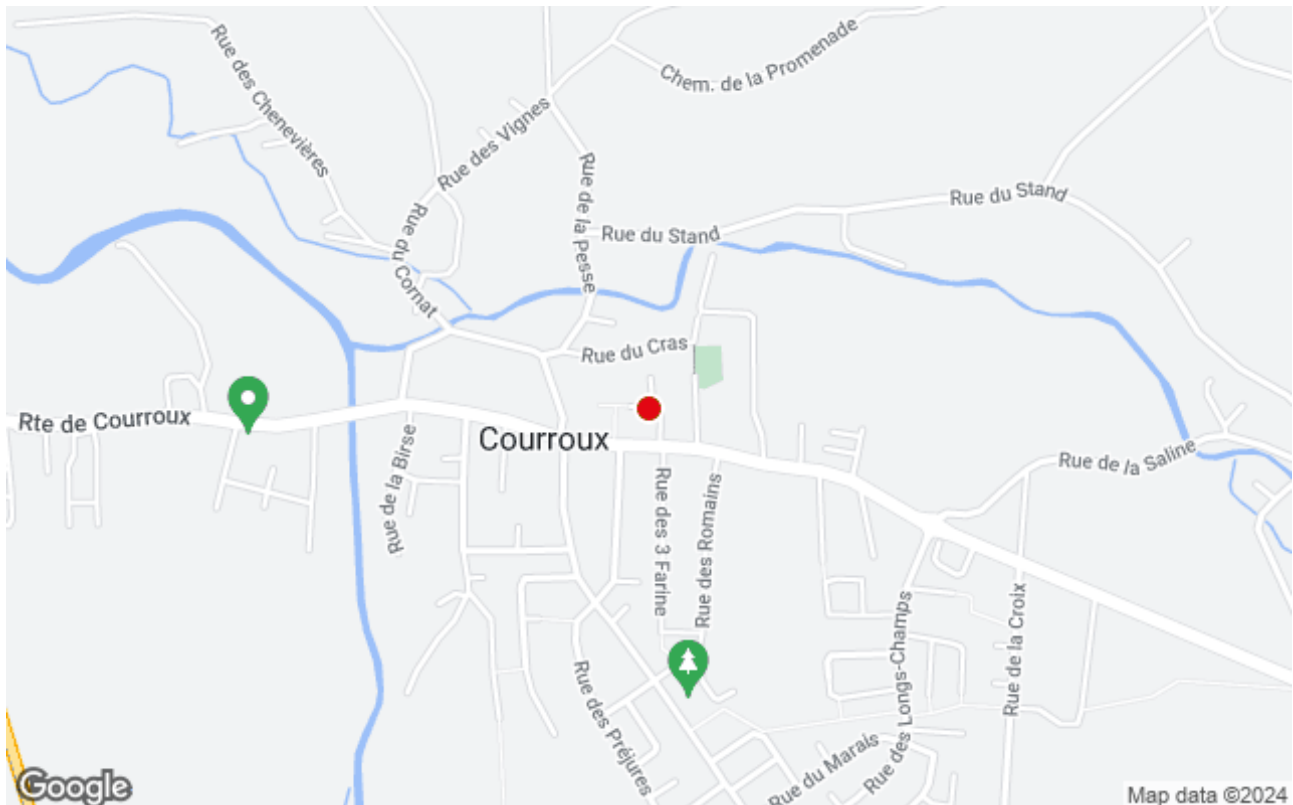 Rue des Chenevières
Rue des Vignes
Chem. de la Promenade
Rue de la Pesse
Rue du Stand
Rue du Stand
Rue du Cornat
Rue du Cras
Rte de Courroux
Courroux
Rue de la Birse
Rue des 3 Farine
Rue des Romains
Rue de la Saline
Rue des Préjures
Rue des Longs-Champs
Rue de la Croix
Rue du Marais
Google
Map data ©2024